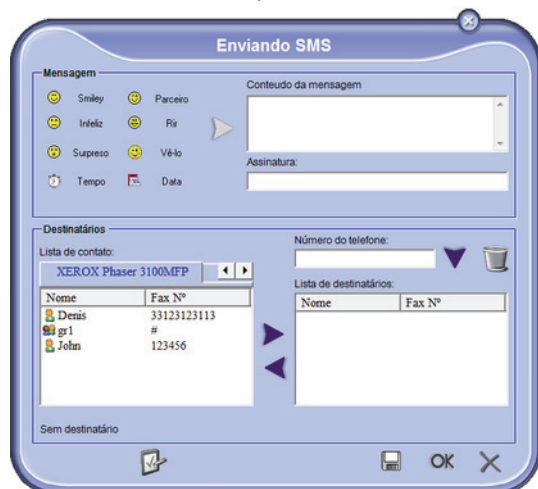 Enviando SMS
Mensagem
Conteudo da mensagem
Smiley Parceiro
Infeliz Rir
Surpreso Vê-lo
Assinatura:
Tempo Data
Destinatários
Número do telefone:
Lista de contato:
XEROX Phaser 3100MFP
Lista de destinatários:
Nome Fax Nº
Nome Fax Nº
Denis 33123123113
gr1 #
John 123456
Sem destinatário
OK